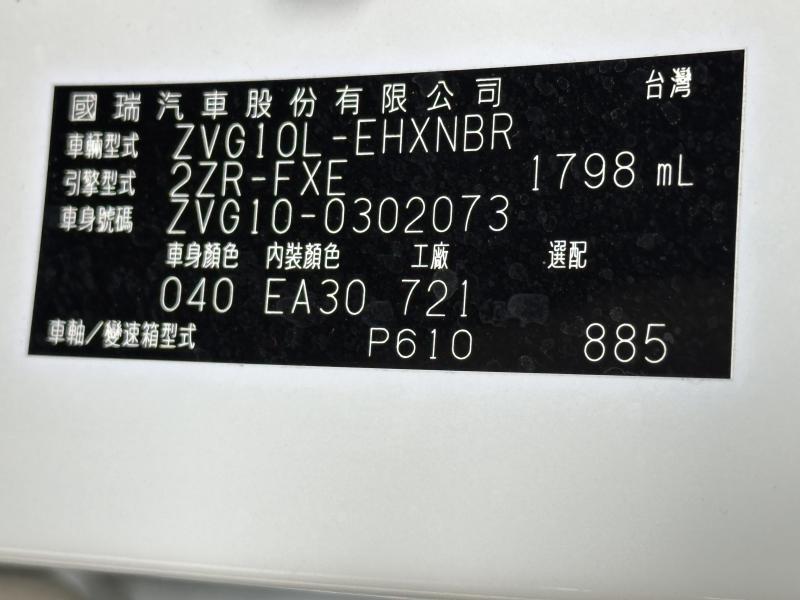 國瑞汽車股份有限公司 台灣
車輛型式 ZVG10L-EHXNBR
引擎型式 2ZR-FXE 1798 mL
車身號碼 ZVG10-0302073
車身顏色 內裝顏色 工廠 選配
040 EA30 721
車軸/變速箱型式 P610 885